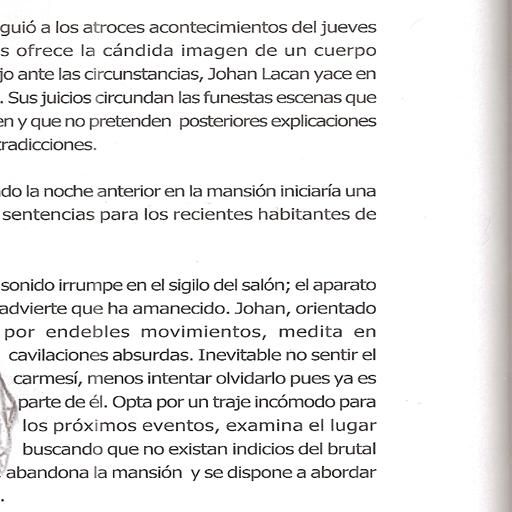 guió a los atroces acontecimientos del jueves
s ofrece la cándida imagen de un cuerpo
jo ante las circunstancias, Johan Lacan yace en
. Sus juicios circundan las funestas escenas que
en y que no pretenden posteriores explicaciones
tradicciones.
do la noche anterior en la mansión iniciaría una
sentencias para los recientes habitantes de
sonido irrumpe en el sigilo del salón; el aparato
advierte que ha amanecido. Johan, orientado
por endebles movimientos, medita en
cavilaciones absurdas. Inevitable no sentir el
carmesí, menos intentar olvidarlo pues ya es
parte de él. Opta por un traje incómodo para
los próximos eventos, examina el lugar
buscando que no existan indicios del brutal
abandona la mansión y se dispone a abordar
.